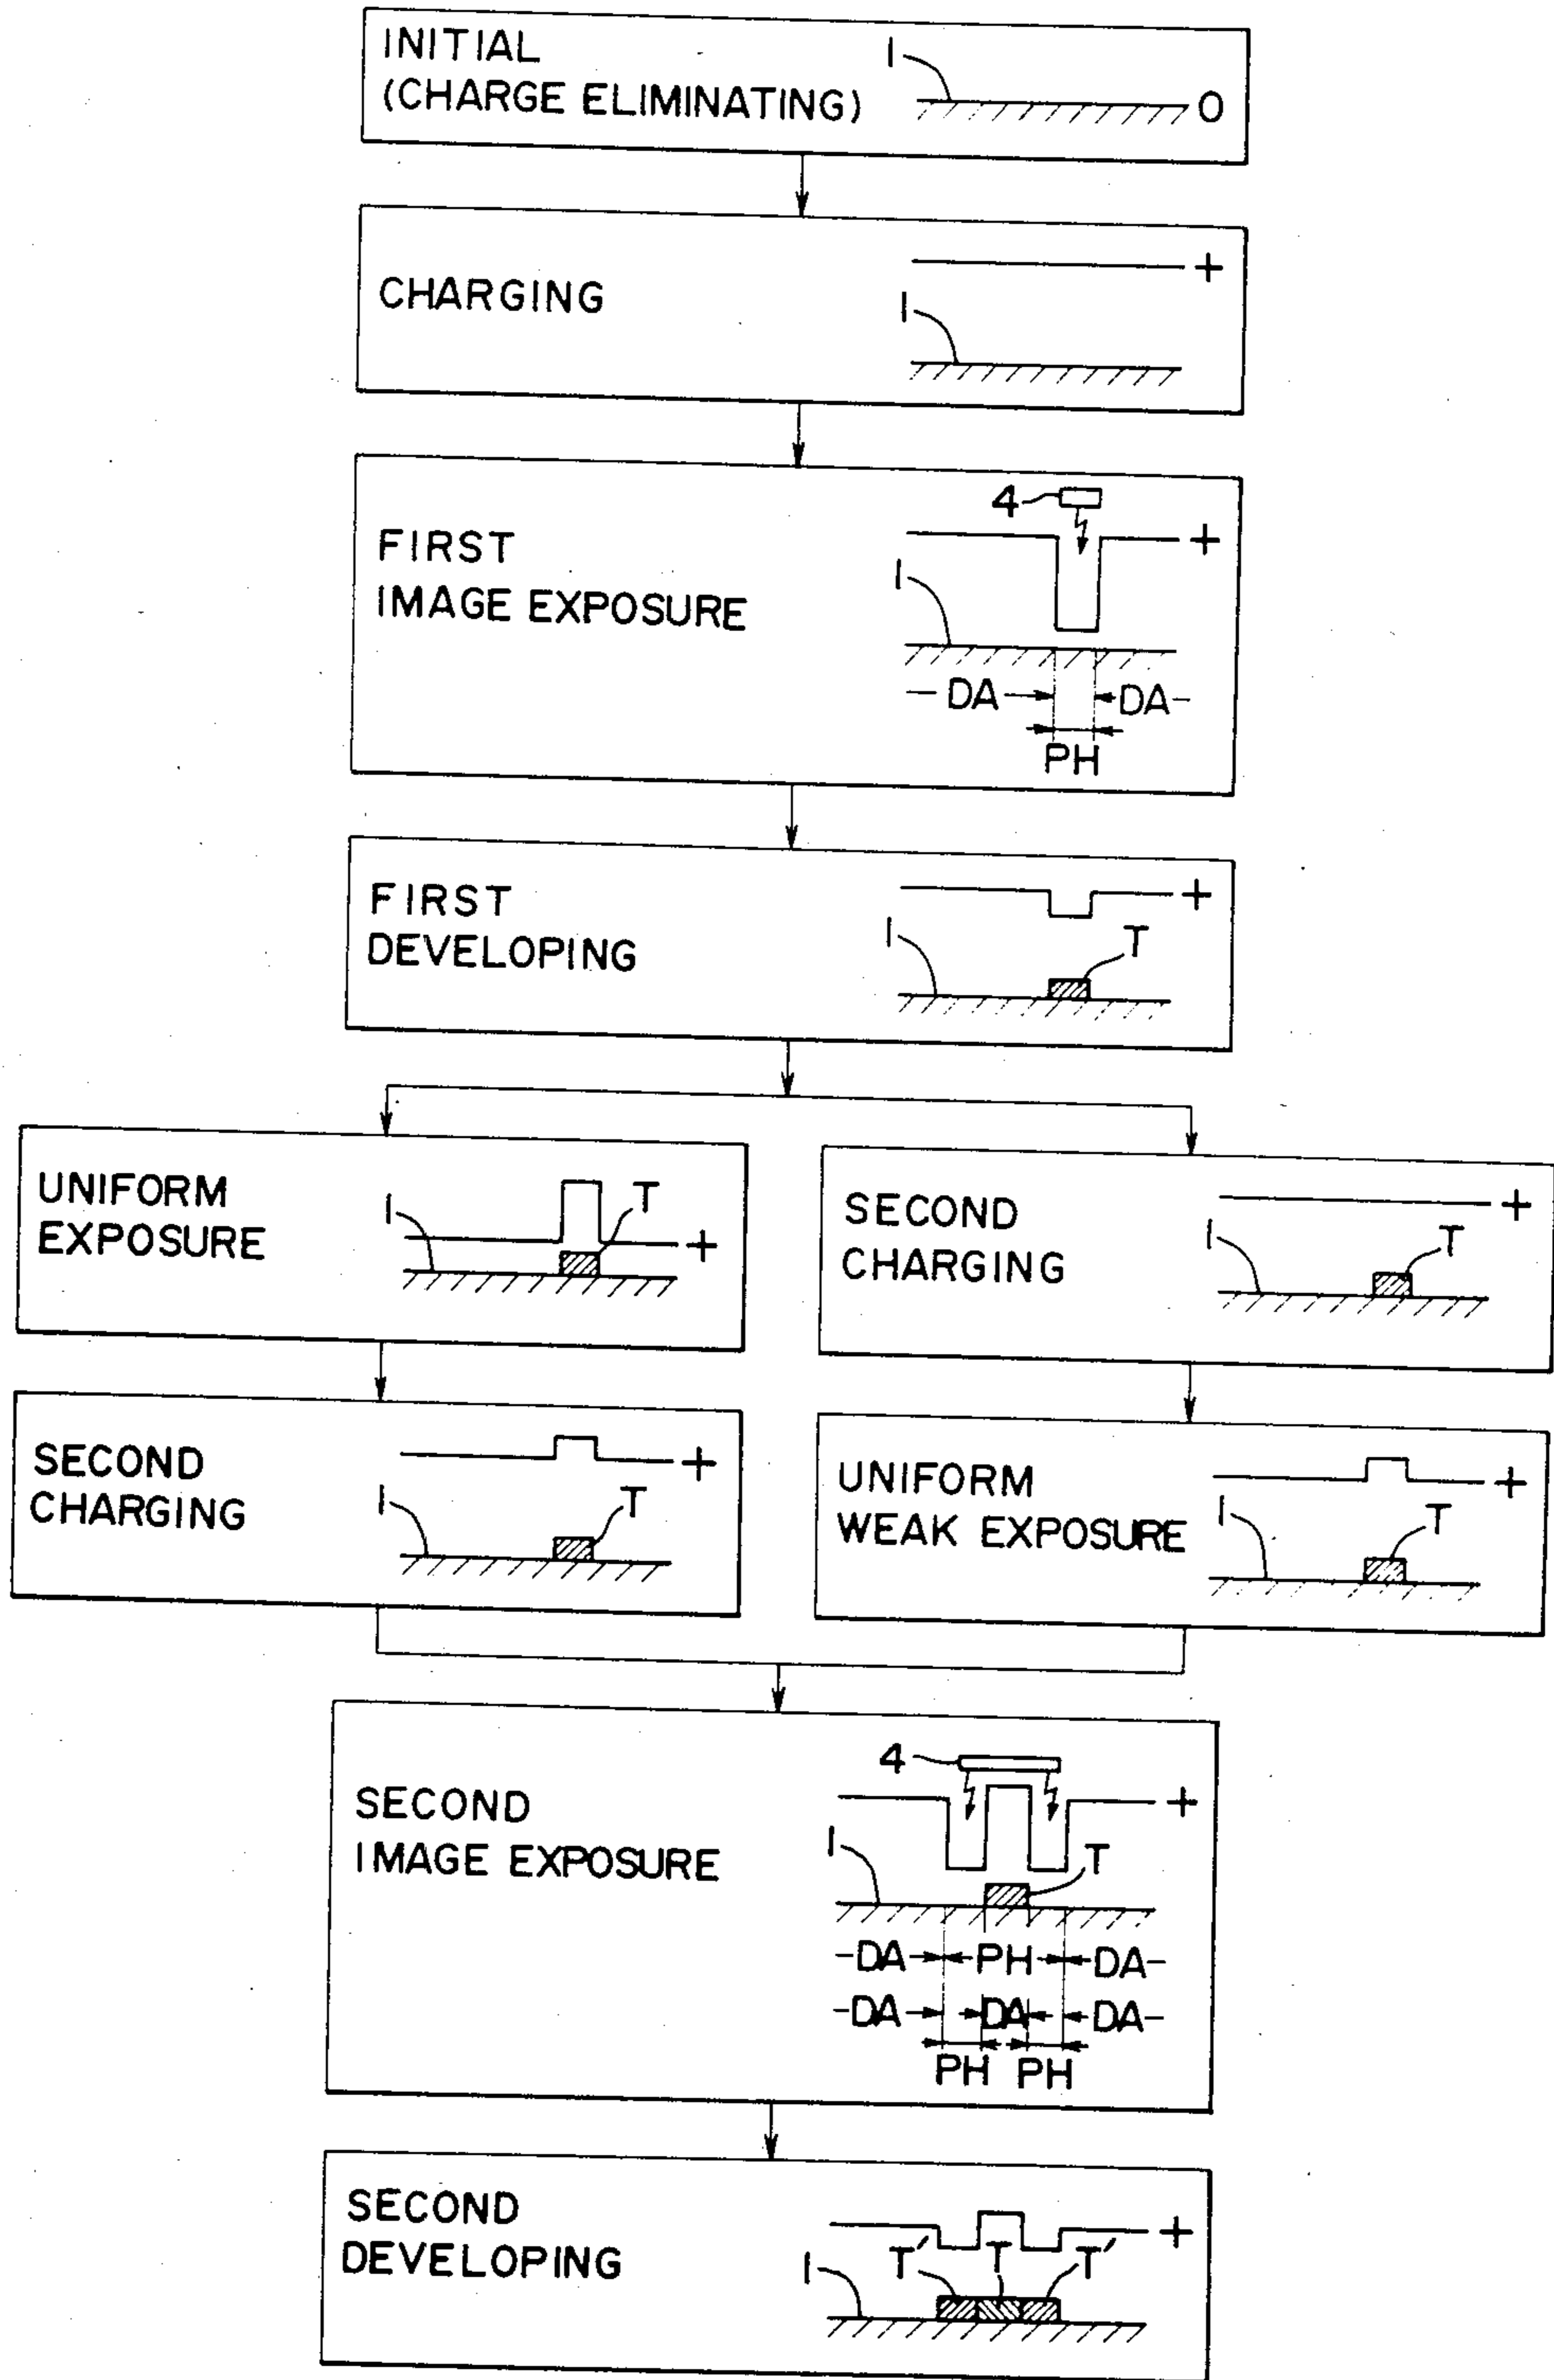 INITIAL
(CHARGE ELIMINATING)
1
0
CHARGING
+
1
FIRST
IMAGE EXPOSURE
4
+
1
- DA DA -
PH
FIRST
DEVELOPING
+
1
T
UNIFORM
EXPOSURE
1
T
+
SECOND
CHARGING
+
1
T
SECOND
CHARGING
+
1
T
UNIFORM
WEAK EXPOSURE
+
1
T
SECOND
IMAGE EXPOSURE
4
+
1
T
-DA PH DA-
-DA DA DA-
PH PH
SECOND
DEVELOPING
+
T' T T'
1